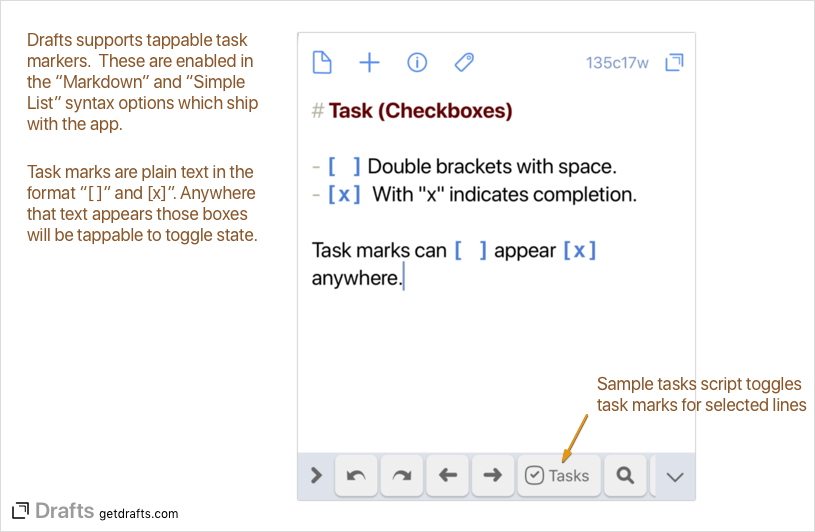 Drafts supports tappable task
markers.  These are enabled in
the “Markdown” and “Simple
List” syntax options which ship
with the app.
Task marks are plain text in the
format “[ ]” and [x]”. Anywhere
that text appears those boxes
will be tappable to toggle state.
135c17w
# Task (Checkboxes)
- [ ] Double brackets with space.
- [x] With "x" indicates completion.
Task marks can [ ] appear [x]
anywhere.
Sample tasks script toggles
task marks for selected lines
Tasks
Drafts getdrafts.com